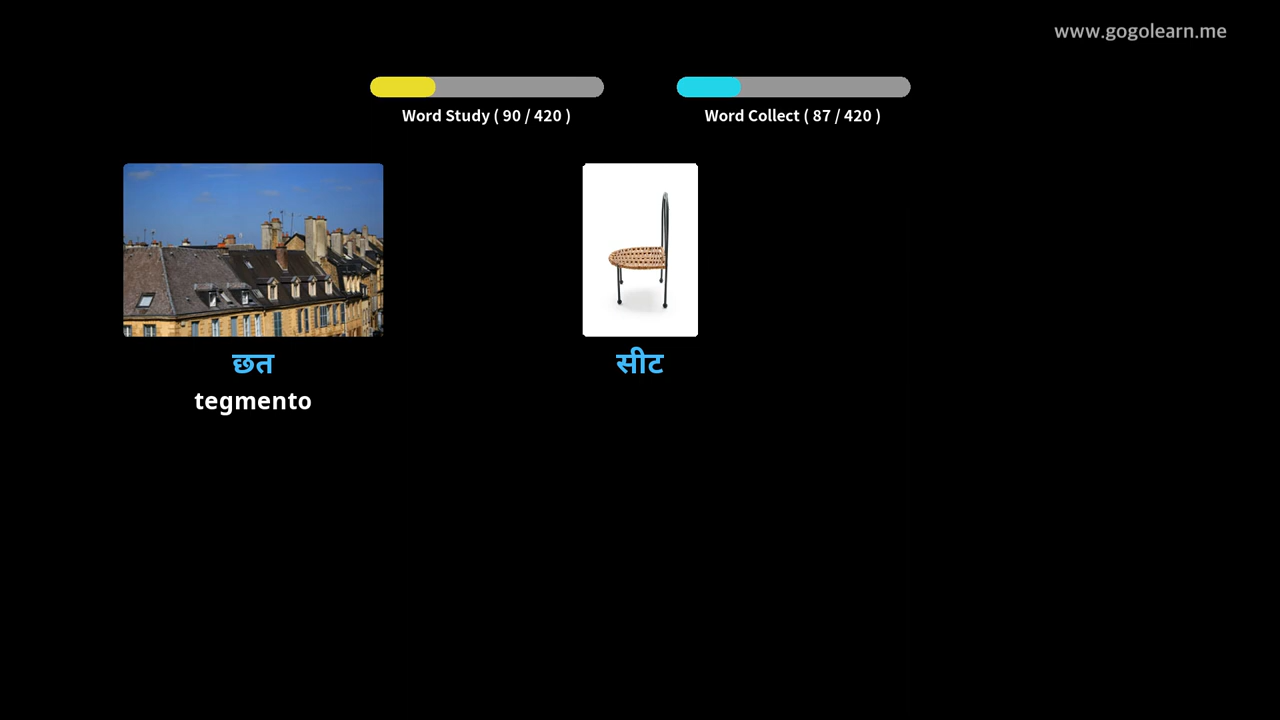 www.gogolearn.me
Word Study ( 90 / 420 )
Word Collect ( 87 / 420 )
छत
सीट
tegmento